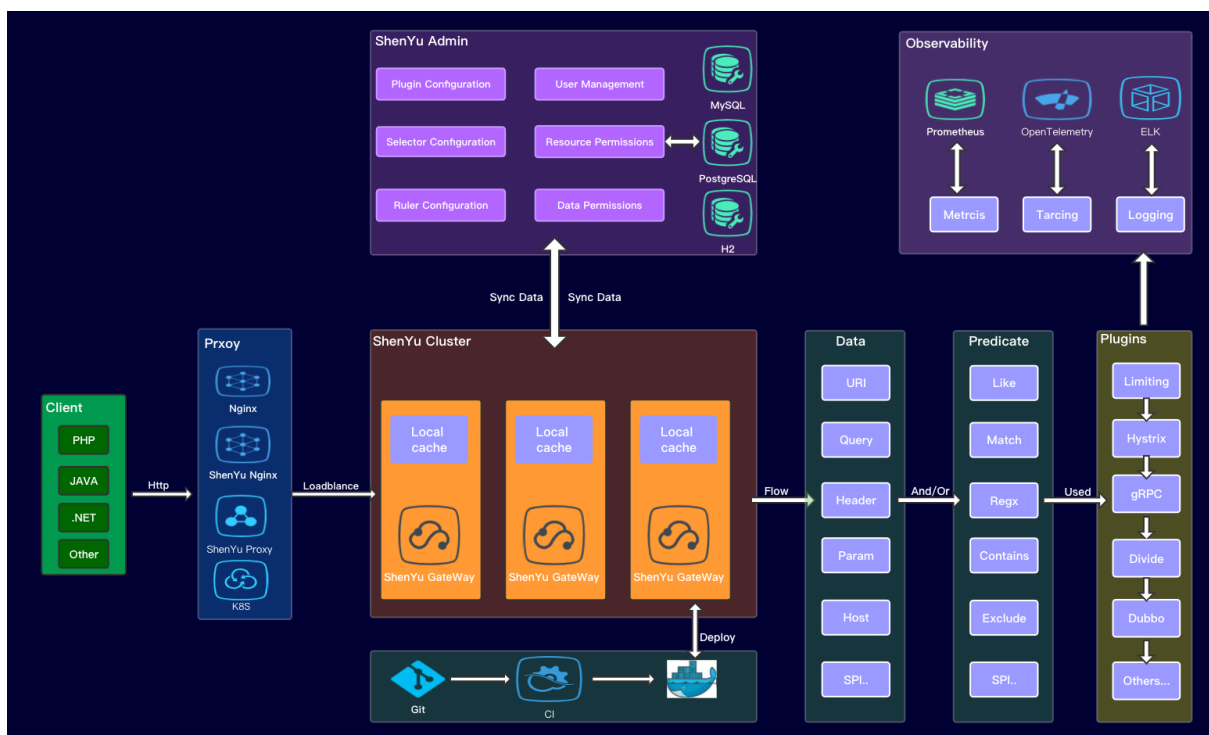 ShenYu Admin
Plugin Configuration
User Management
MySQL
Selector Configuration
Resource Permissions
PostgreSQL
Ruler Configuration
Data Permissions
H2
Observability
Prometheus
OpenTelemetry
ELK
Metrcis
Tarcing
Logging
Sync Data
Sync Data
Client
PHP
JAVA
.NET
Other
Http
Prxoy
Nginx
ShenYu Nginx
ShenYu Proxy
K8S
Loadblance
ShenYu Cluster
Local
cache
ShenYu GateWay
Local
cache
ShenYu GateWay
Local
cache
ShenYu GateWay
Deploy
Git
CI
Flow
Data
URI
Query
Header
Param
Host
SPI..
And/Or
Predicate
Like
Match
Regx
Contains
Exclude
SPI..
Used
Plugins
Limiting
Hystrix
gRPC
Divide
Dubbo
Others...